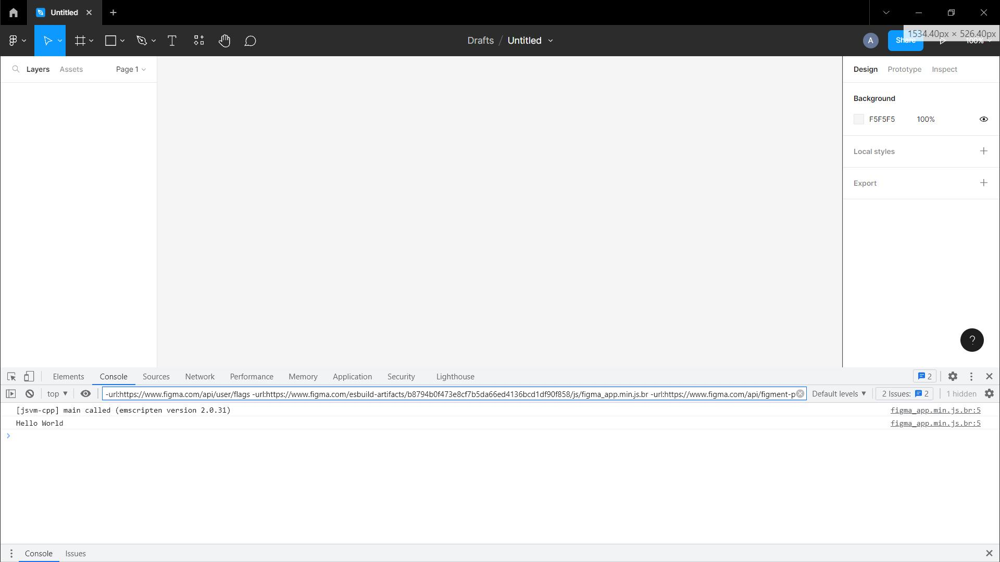 Untitled
Drafts / Untitled
A
Share
1534.40px × 526.40px
100%
Layers
Assets
Page 1
Design
Prototype
Inspect
Background
F5F5F5
100%
Local styles
Export
?
Elements
Console
Sources
Network
Performance
Memory
Application
Security
Lighthouse
2
top
-url:https://www.figma.com/api/user/flags -url:https://www.figma.com/esbuild-artifacts/b8794b0f473e8cf7b5da66ed4136bcd1df90f858/js/figma_app.min.js.br -url:https://www.figma.com/api/figment-p
Default levels
2 Issues: 2
1 hidden
[jsvm-cpp] main called (emscripten version 2.0.31)
figma_app.min.js.br:5
Hello World
figma_app.min.js.br:5
Console
Issues